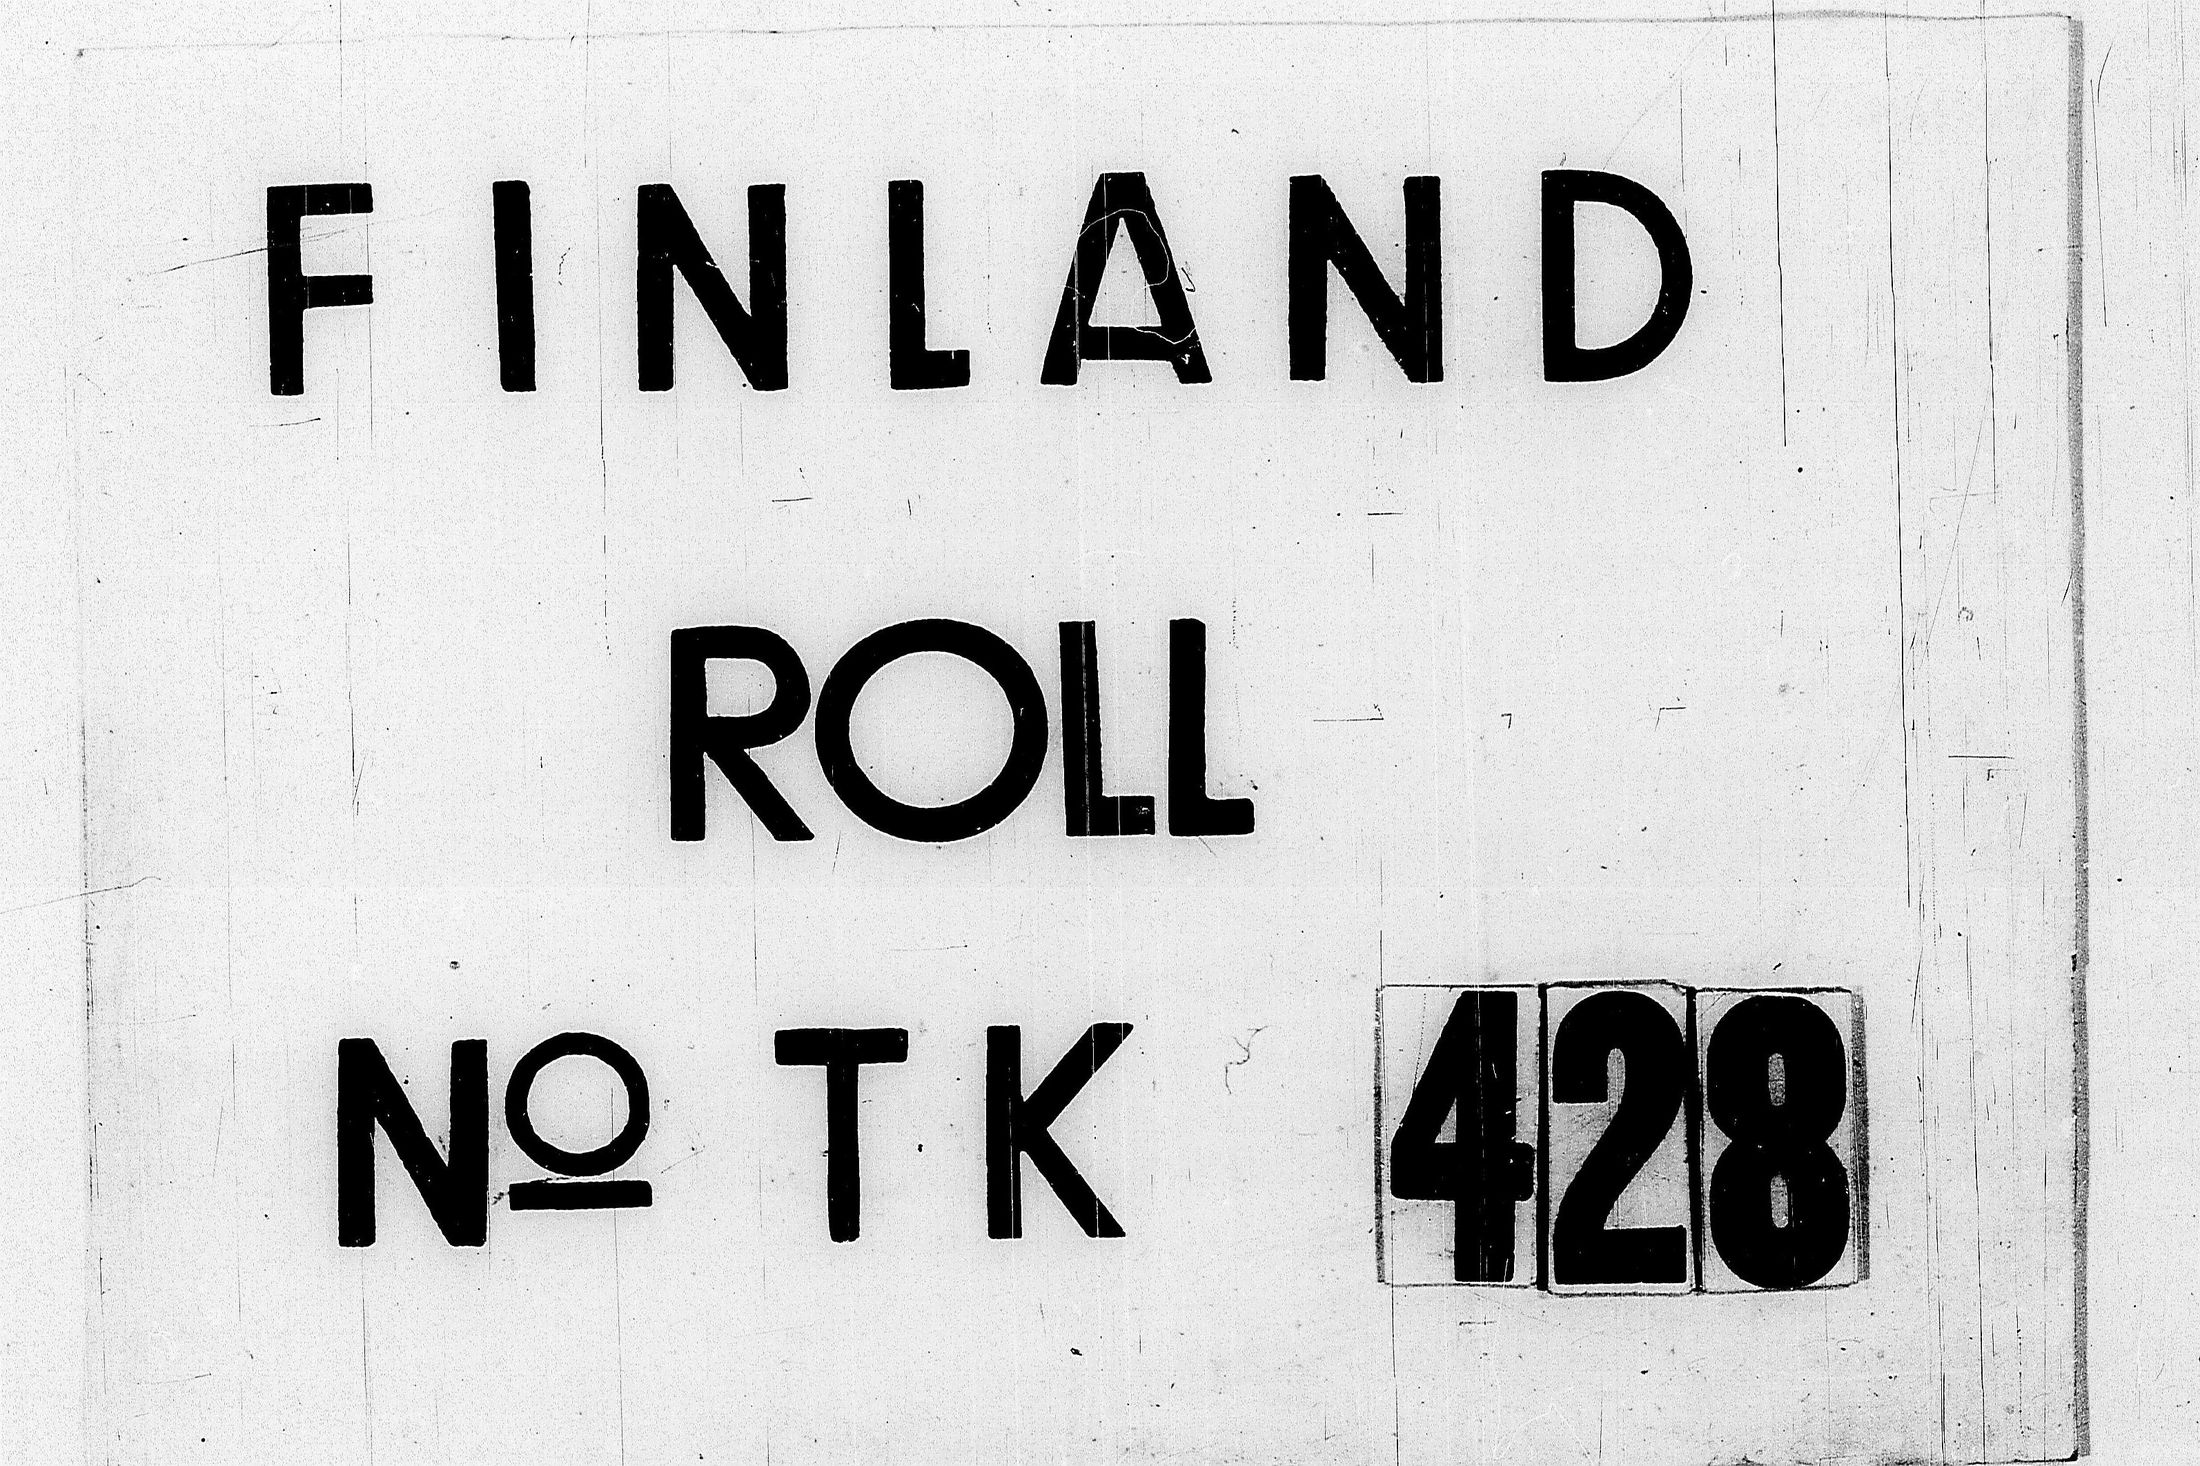 FINLAND
ROLL
Nº TK 428